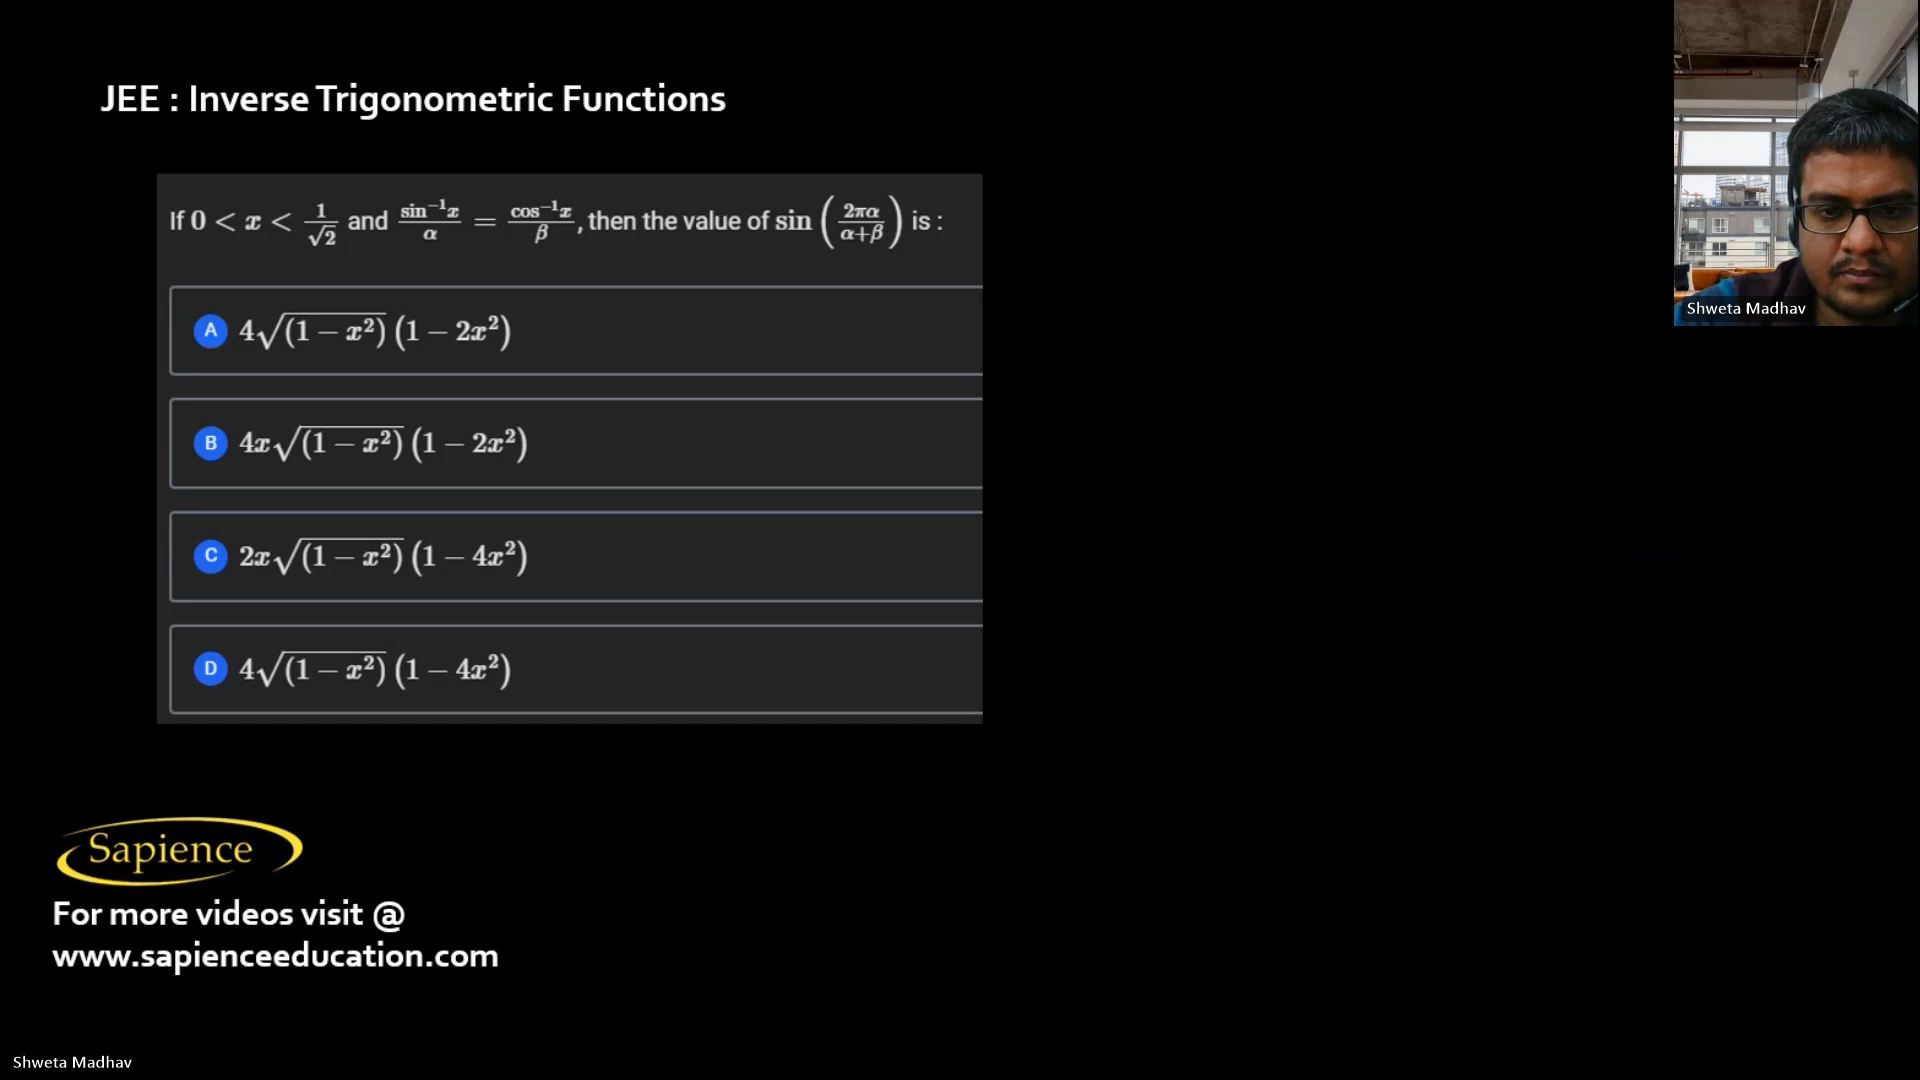 JEE : Inverse Trigonometric Functions
If 0 < x < 1/√2 and sin⁻¹x/α = cos⁻¹x/β, then the value of sin (2πα/(α+β)) is :
A 4√(1 − x²) (1 − 2x²)
B 4x√(1 − x²) (1 − 2x²)
C 2x√(1 − x²) (1 − 4x²)
D 4√(1 − x²) (1 − 4x²)
Shweta Madhav
Sapience
For more videos visit @
www.sapienceeducation.com
Shweta Madhav